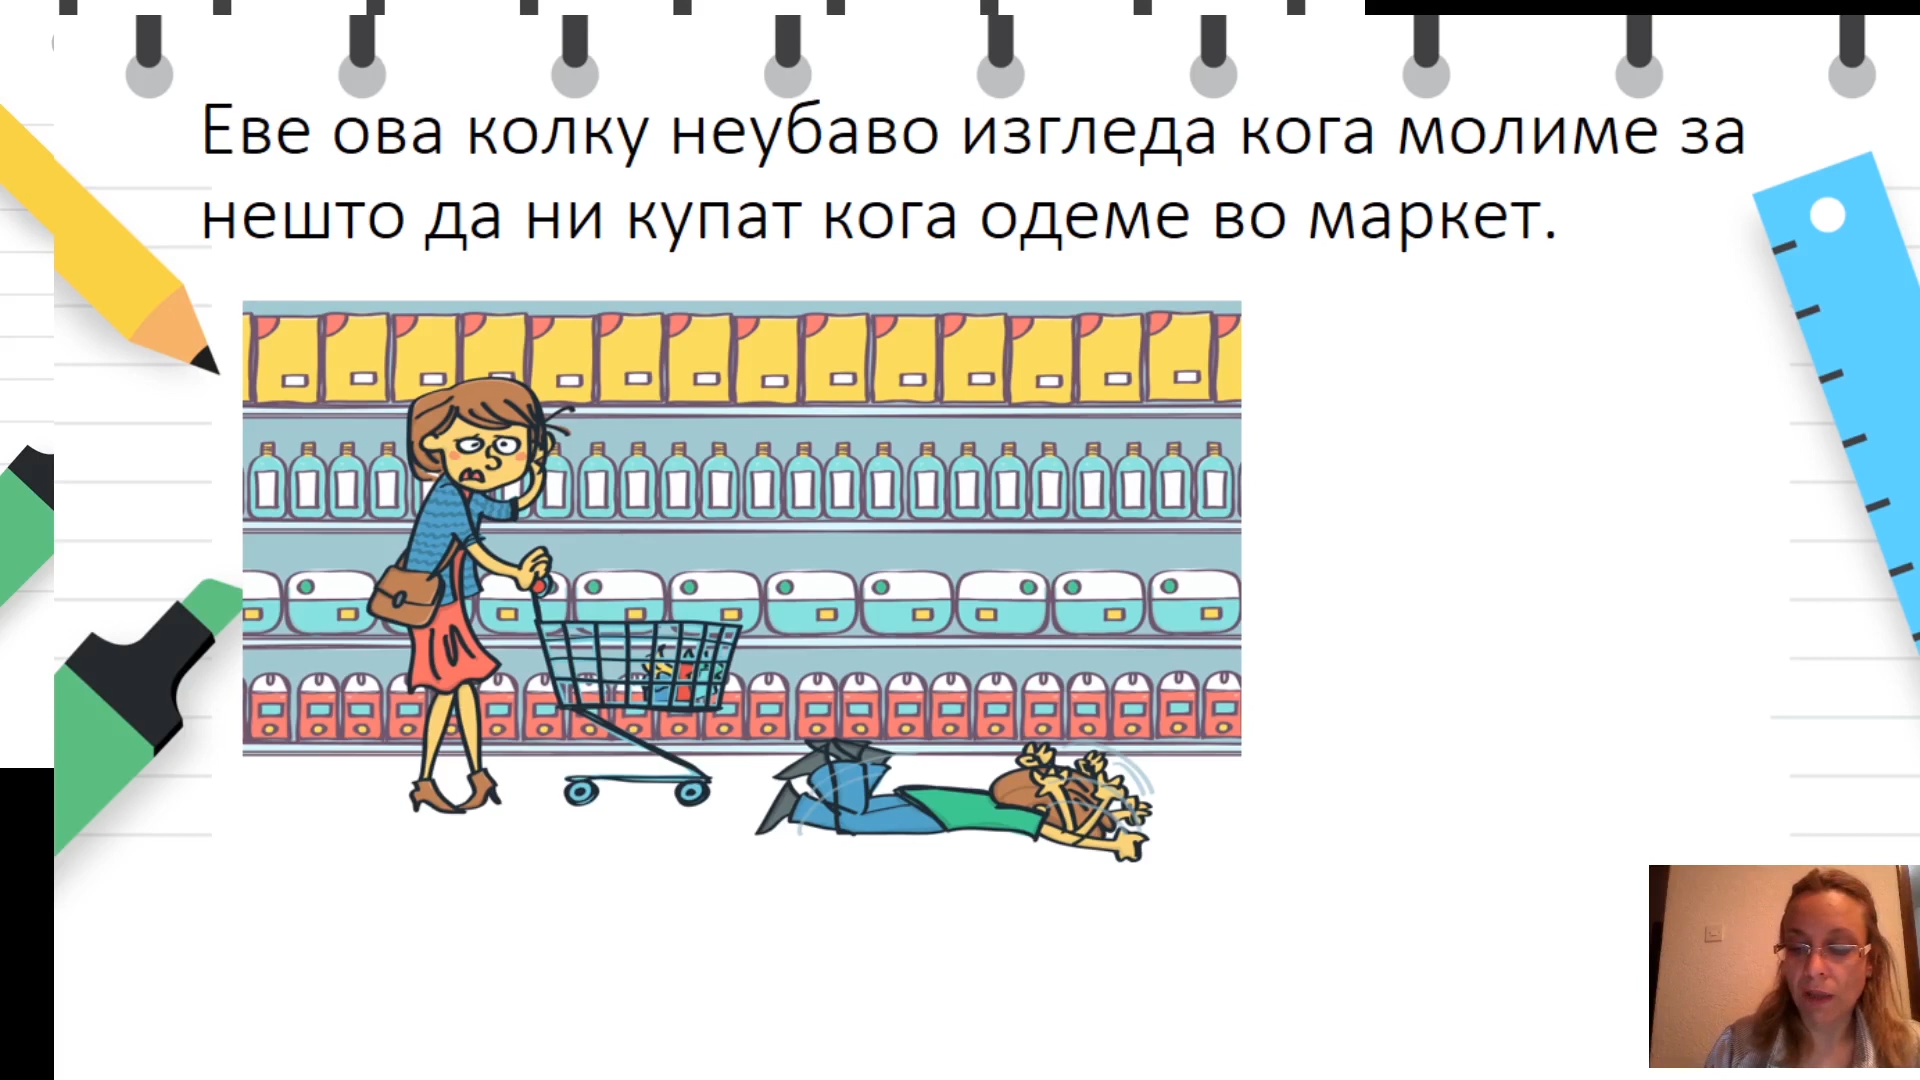 Еве ова колку неубаво изгледа кога молиме за
нешто да ни купат кога одеме во маркет.